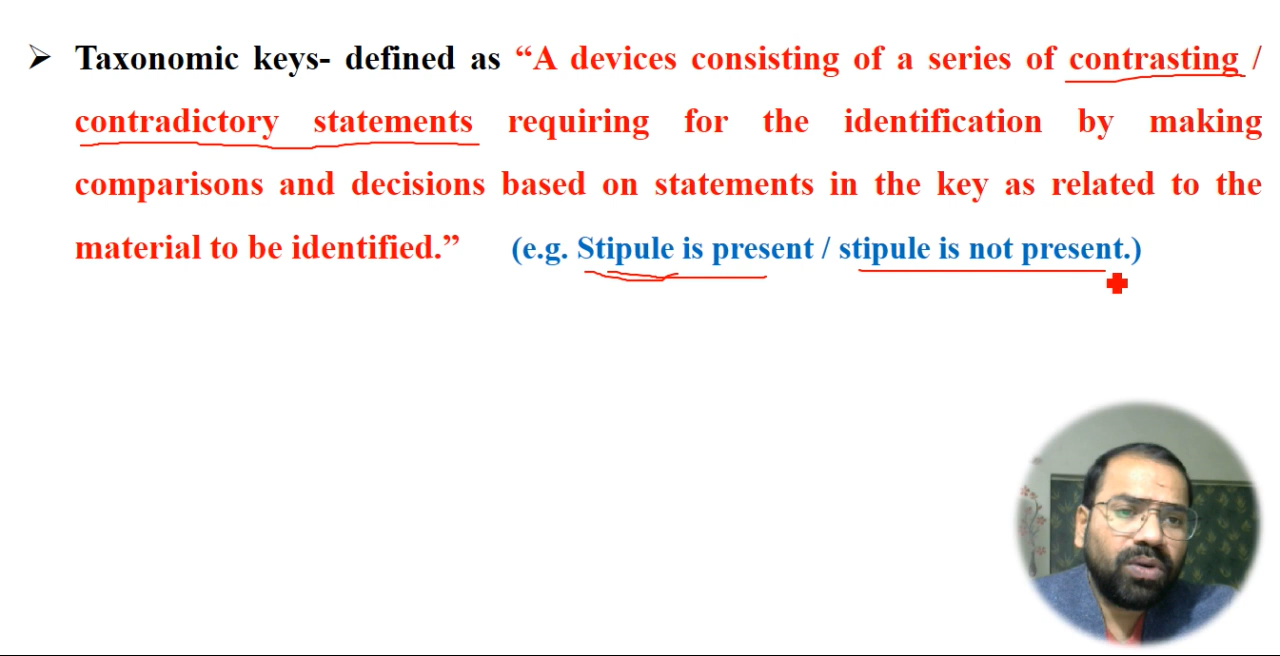 ➢ Taxonomic keys- defined as “A devices consisting of a series of contrasting /
contradictory statements requiring for the identification by making
comparisons and decisions based on statements in the key as related to the
material to be identified.” (e.g. Stipule is present / stipule is not present.)